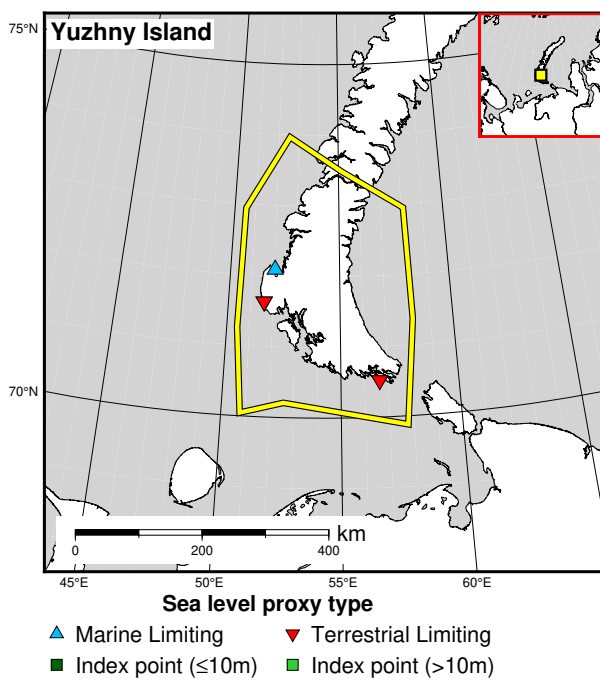 Yuzhny Island
75°N
70°N
km
0 200 400
45°E 50°E 55°E 60°E
Sea level proxy type
Marine Limiting Terrestrial Limiting
Index point (≤10m) Index point (>10m)